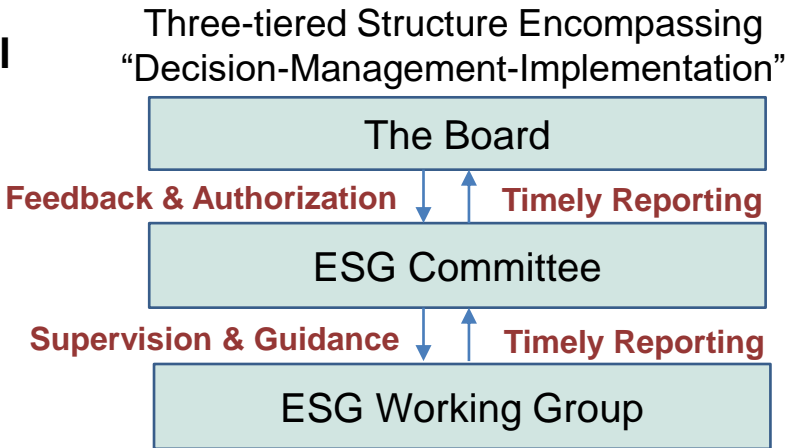 Three-tiered Structure Encompassing
l
“Decision-Management-Implementation”
The Board
Feedback & Authorization
Timely Reporting
ESG Committee
Supervision & Guidance
Timely Reporting
ESG Working Group